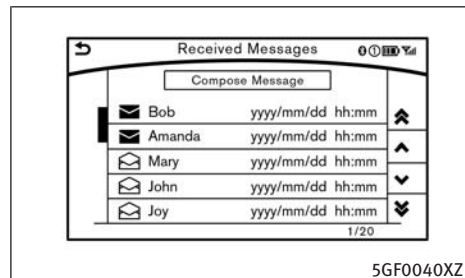 Received Messages
Compose Message
Bob yyyy/mm/dd hh:mm
Amanda yyyy/mm/dd hh:mm
Mary yyyy/mm/dd hh:mm
John yyyy/mm/dd hh:mm
Joy yyyy/mm/dd hh:mm
1/20
5GF0040XZ